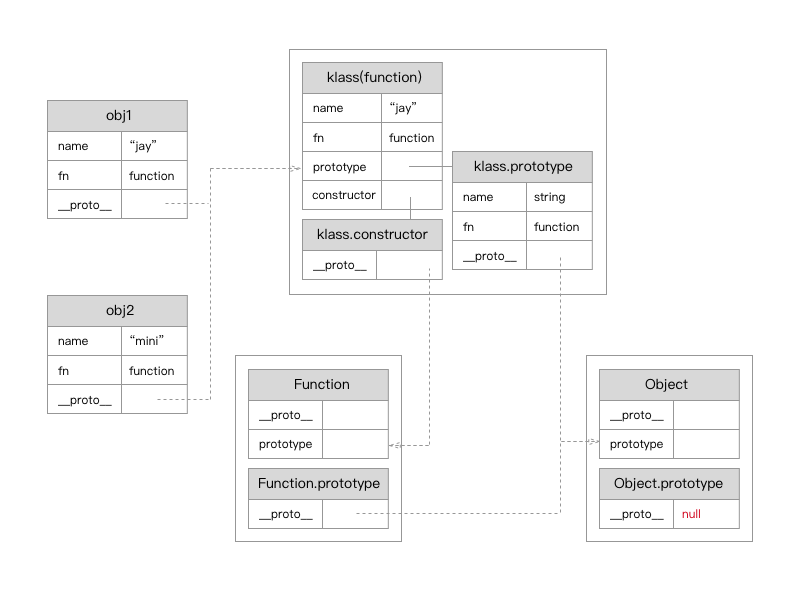 obj1
name “jay”
fn function
__proto__
obj2
name “mini”
fn function
__proto__
klass(function)
name “jay”
fn function
prototype
constructor
klass.prototype
name string
fn function
__proto__
klass.constructor
__proto__
Function
__proto__
prototype
Function.prototype
__proto__
Object
__proto__
prototype
Object.prototype
__proto__ null